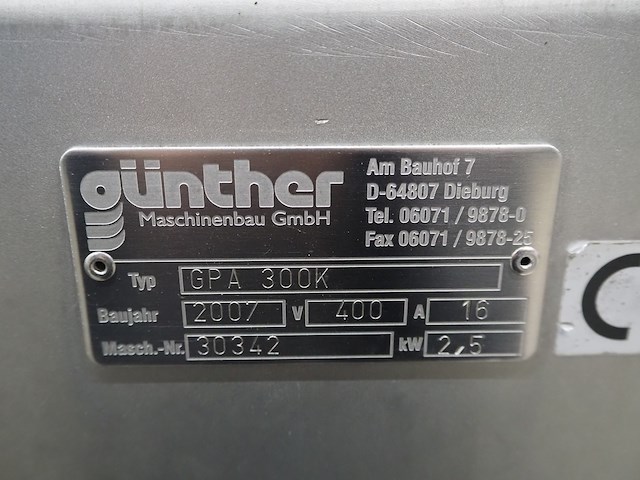 günther
Maschinenbau GmbH
Am Bauhof 7
D-64807 Dieburg
Tel. 06071 / 9878-0
Fax 06071 / 9878-25
Typ GPA 300K
Baujahr 2007 V 400 A 16
Masch.-Nr. 30342 kW 2,5